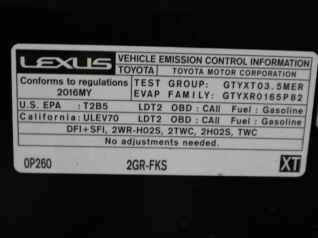 LEXUS VEHICLE EMISSION CONTROL INFORMATION
TOYOTA TOYOTA MOTOR CORPORATION
Conforms to regulations
2016MY
TEST GROUP: GTYXT03.5MER
EVAP FAMILY: GTYXR0165P82
U.S. EPA : T2B5 LDT2 OBD : CAII Fuel : Gasoline
California: ULEV70 LDT2 OBD : CAII Fuel : Gasoline
DFI+SFI, 2WR-HO2S, 2TWC, 2HO2S, TWC
No adjustments needed.
0P260 2GR-FKS XT